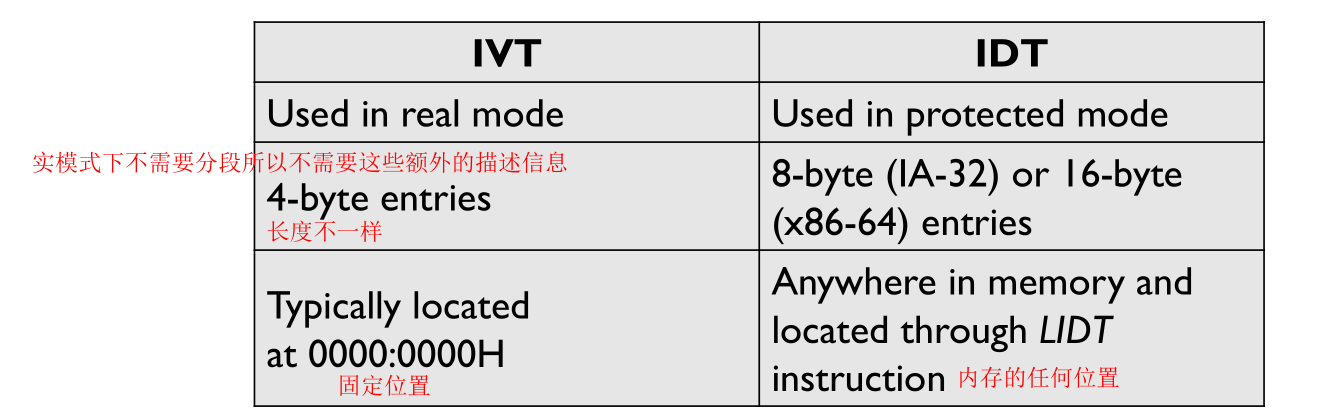 IVT
IDT
Used in real mode
Used in protected mode
实模式下不需要分段所以不需要这些额外的描述信息
4-byte entries
长度不一样
8-byte (IA-32) or 16-byte
(x86-64) entries
Typically located
at 0000:0000H
固定位置
Anywhere in memory and
located through LIDT
instruction 内存的任何位置